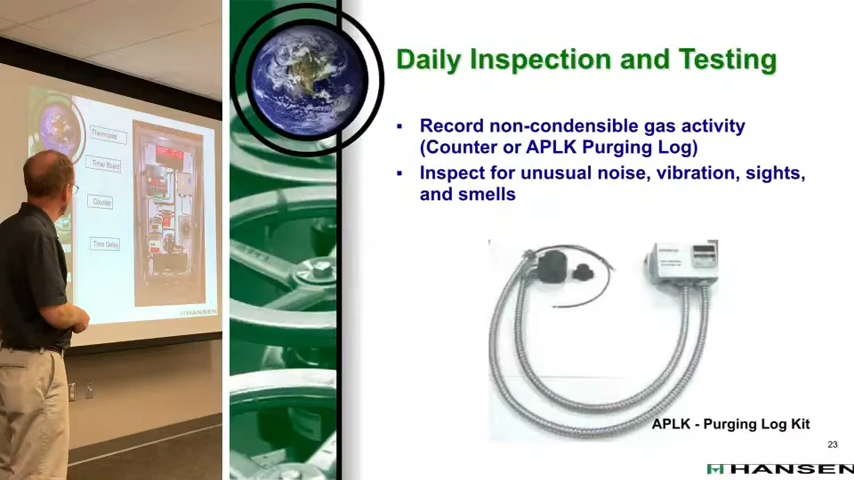 Thermostat
Timer Board
Counter
Time Delay
HANSEN
Daily Inspection and Testing
▪ Record non-condensible gas activity
(Counter or APLK Purging Log)
▪ Inspect for unusual noise, vibration, sights,
and smells
APLK - Purging Log Kit
23
HANSEN